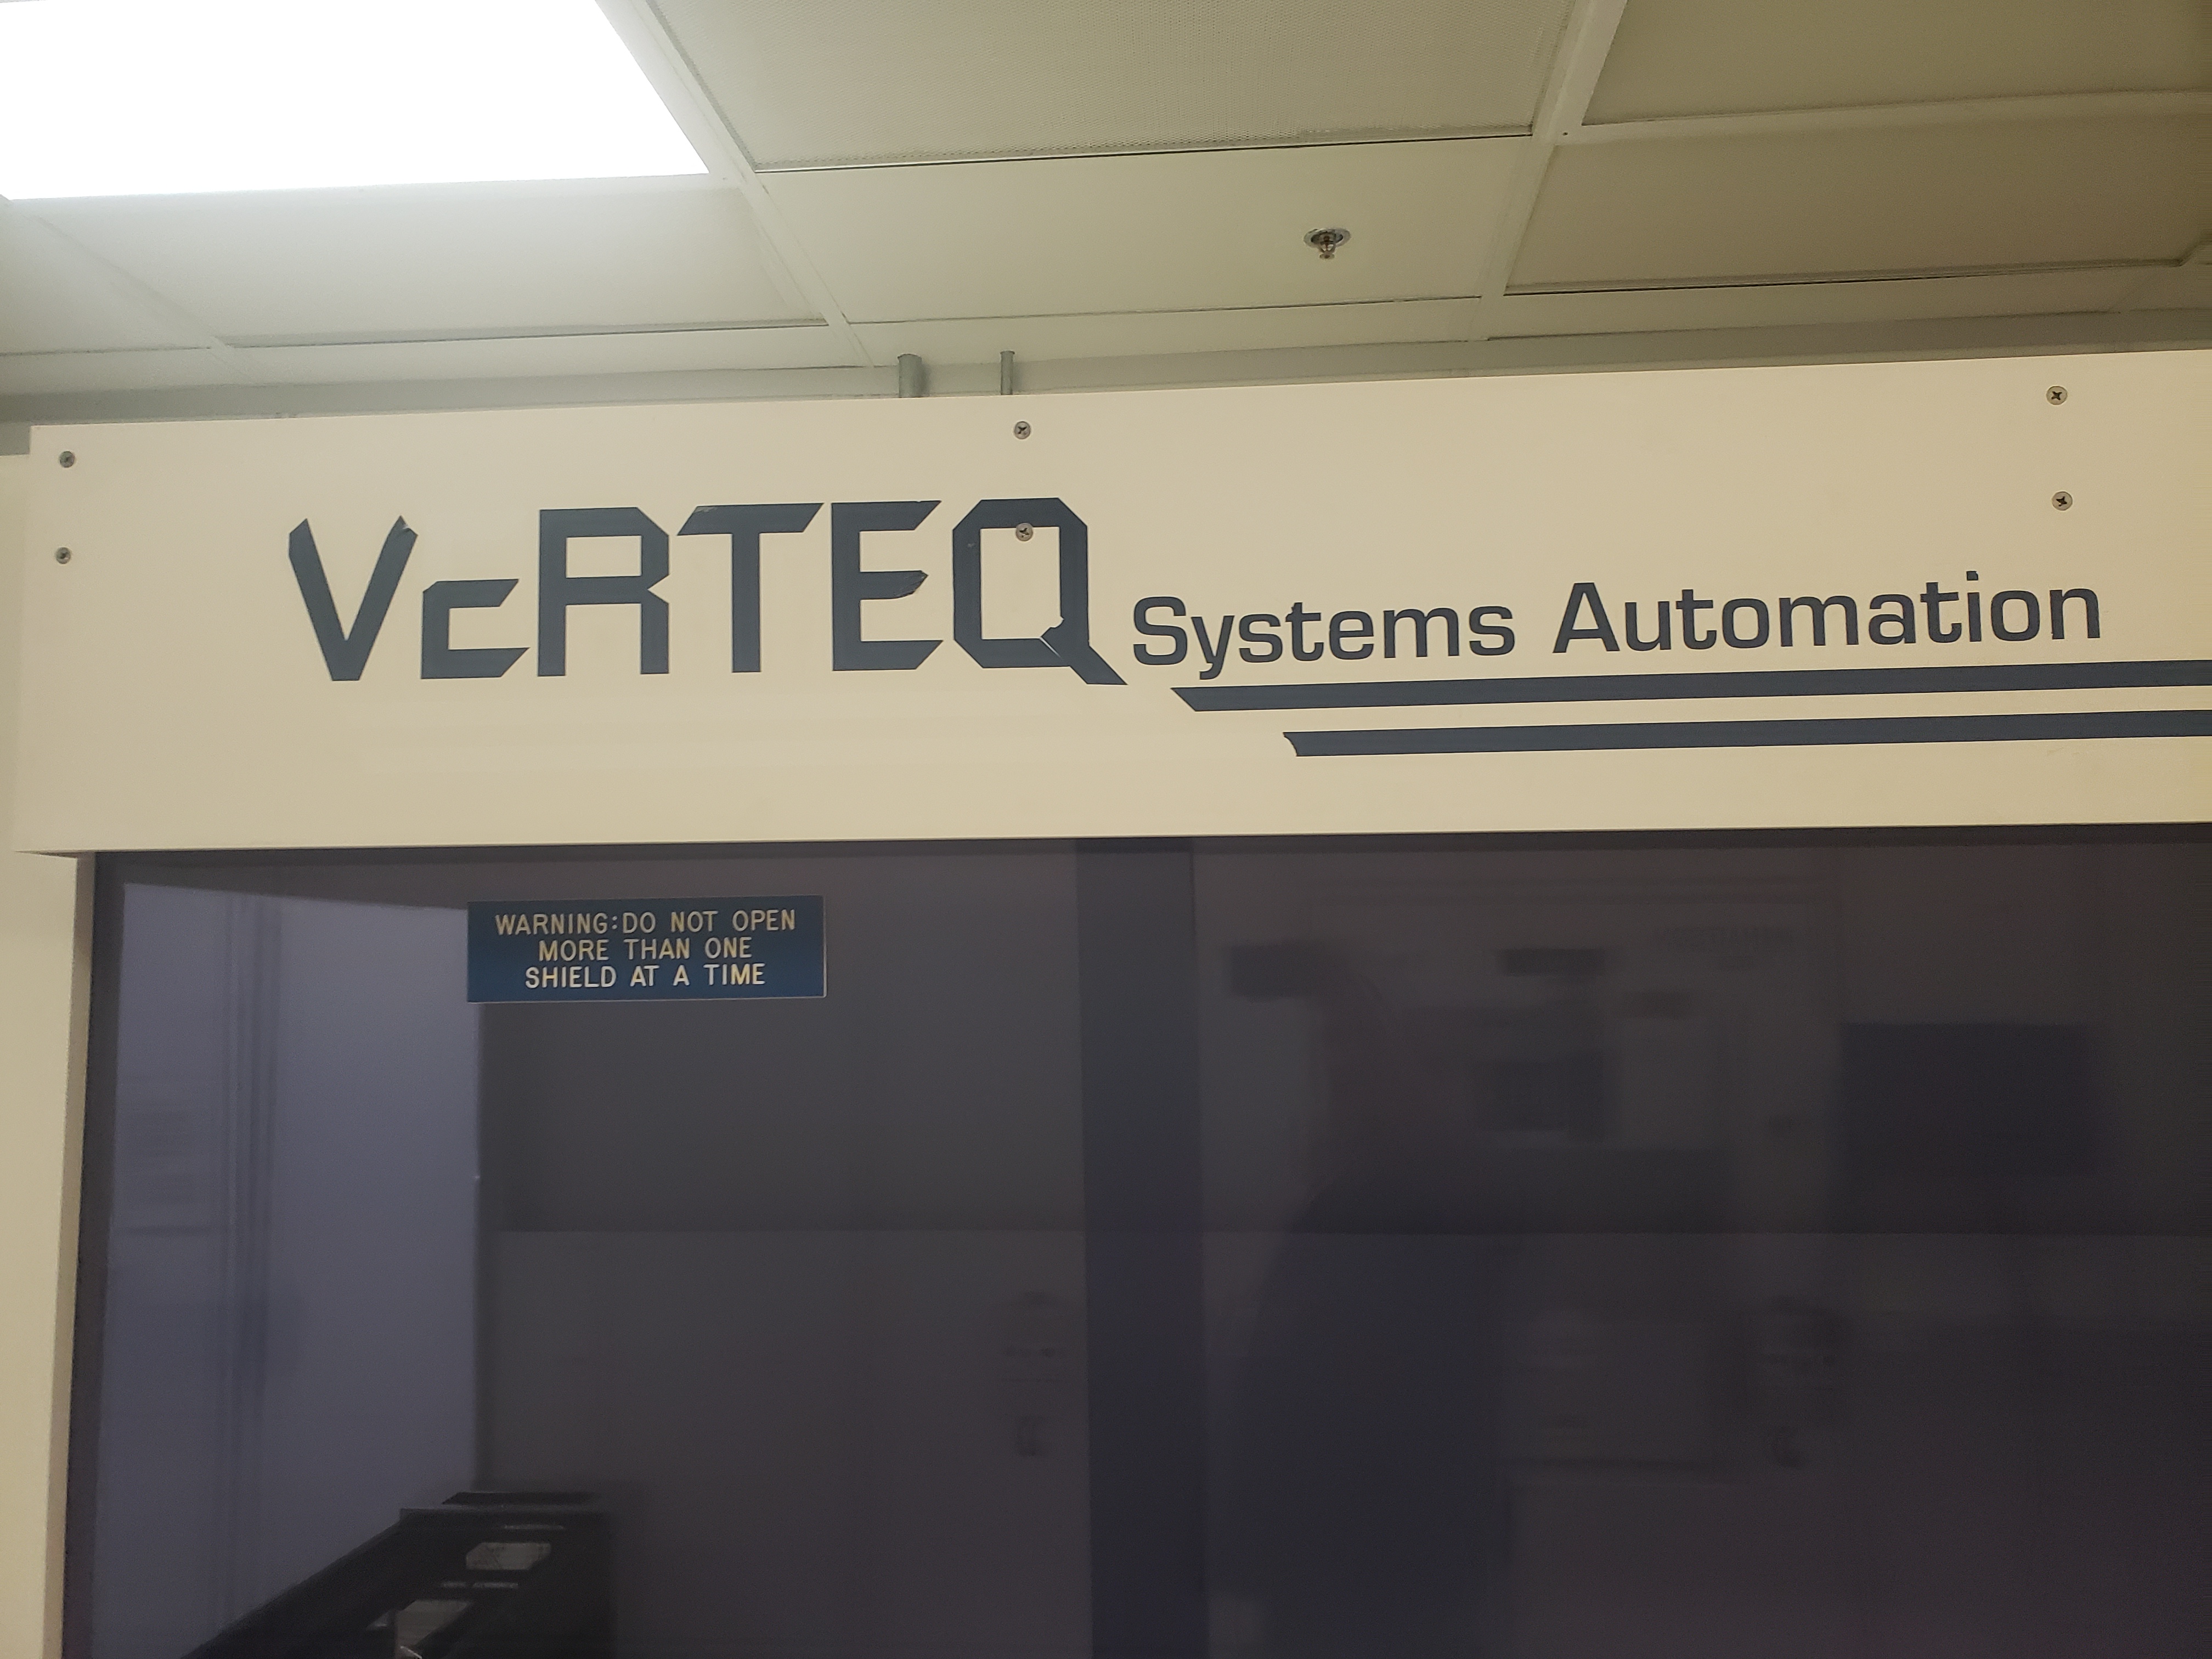 VcRTEQ Systems Automation
WARNING:DO NOT OPEN
MORE THAN ONE
SHIELD AT A TIME